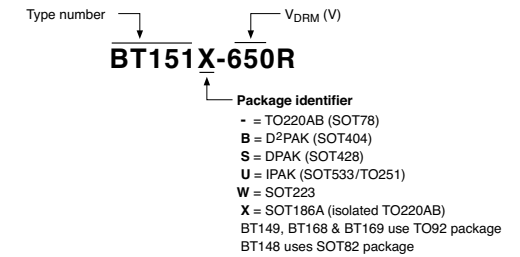 Type number V_DRM (V)
BT151X-650R
Package identifier
- = TO220AB (SOT78)
B = D²PAK (SOT404)
S = DPAK (SOT428)
U = IPAK (SOT533/TO251)
W = SOT223
X = SOT186A (isolated TO220AB)
BT149, BT168 & BT169 use TO92 package
BT148 uses SOT82 package